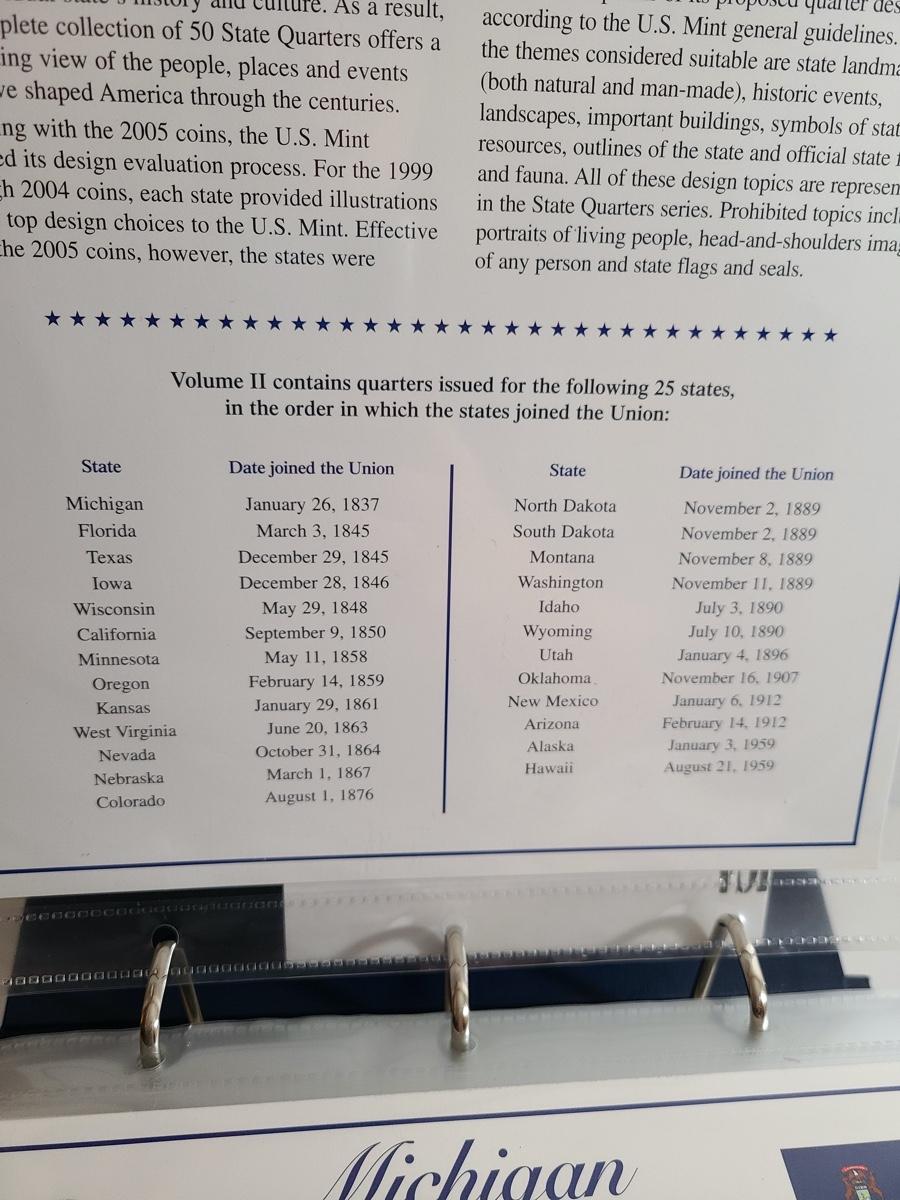 history and culture. As a result,
collection of 50 State Quarters offers a
view of the people, places and events
shaped America through the centuries.
with the 2005 coins, the U.S. Mint
its design evaluation process. For the 1999
2004 coins, each state provided illustrations
top design choices to the U.S. Mint. Effective
the 2005 coins, however, the states were
of its proposed quarter
according to the U.S. Mint general guidelines.
the themes considered suitable are state
(both natural and man-made), historic events,
landscapes, important buildings, symbols of
resources, outlines of the state and official state
and fauna. All of these design topics are
in the State Quarters series. Prohibited topics
portraits of living people, head-and-shoulders
of any person and state flags and seals.
Volume II contains quarters issued for the following 25 states,
in the order in which the states joined the Union:
State Date joined the Union
Michigan January 26, 1837
Florida March 3, 1845
Texas December 29, 1845
Iowa December 28, 1846
Wisconsin May 29, 1848
California September 9, 1850
Minnesota May 11, 1858
Oregon February 14, 1859
Kansas January 29, 1861
West Virginia June 20, 1863
Nevada October 31, 1864
Nebraska March 1, 1867
Colorado August 1, 1876
State Date joined the Union
North Dakota November 2, 1889
South Dakota November 2, 1889
Montana November 8, 1889
Washington November 11, 1889
Idaho July 3, 1890
Wyoming July 10, 1890
Utah January 4, 1896
Oklahoma November 16, 1907
New Mexico January 6, 1912
Arizona February 14, 1912
Alaska January 3, 1959
Hawaii August 21, 1959
Michigan